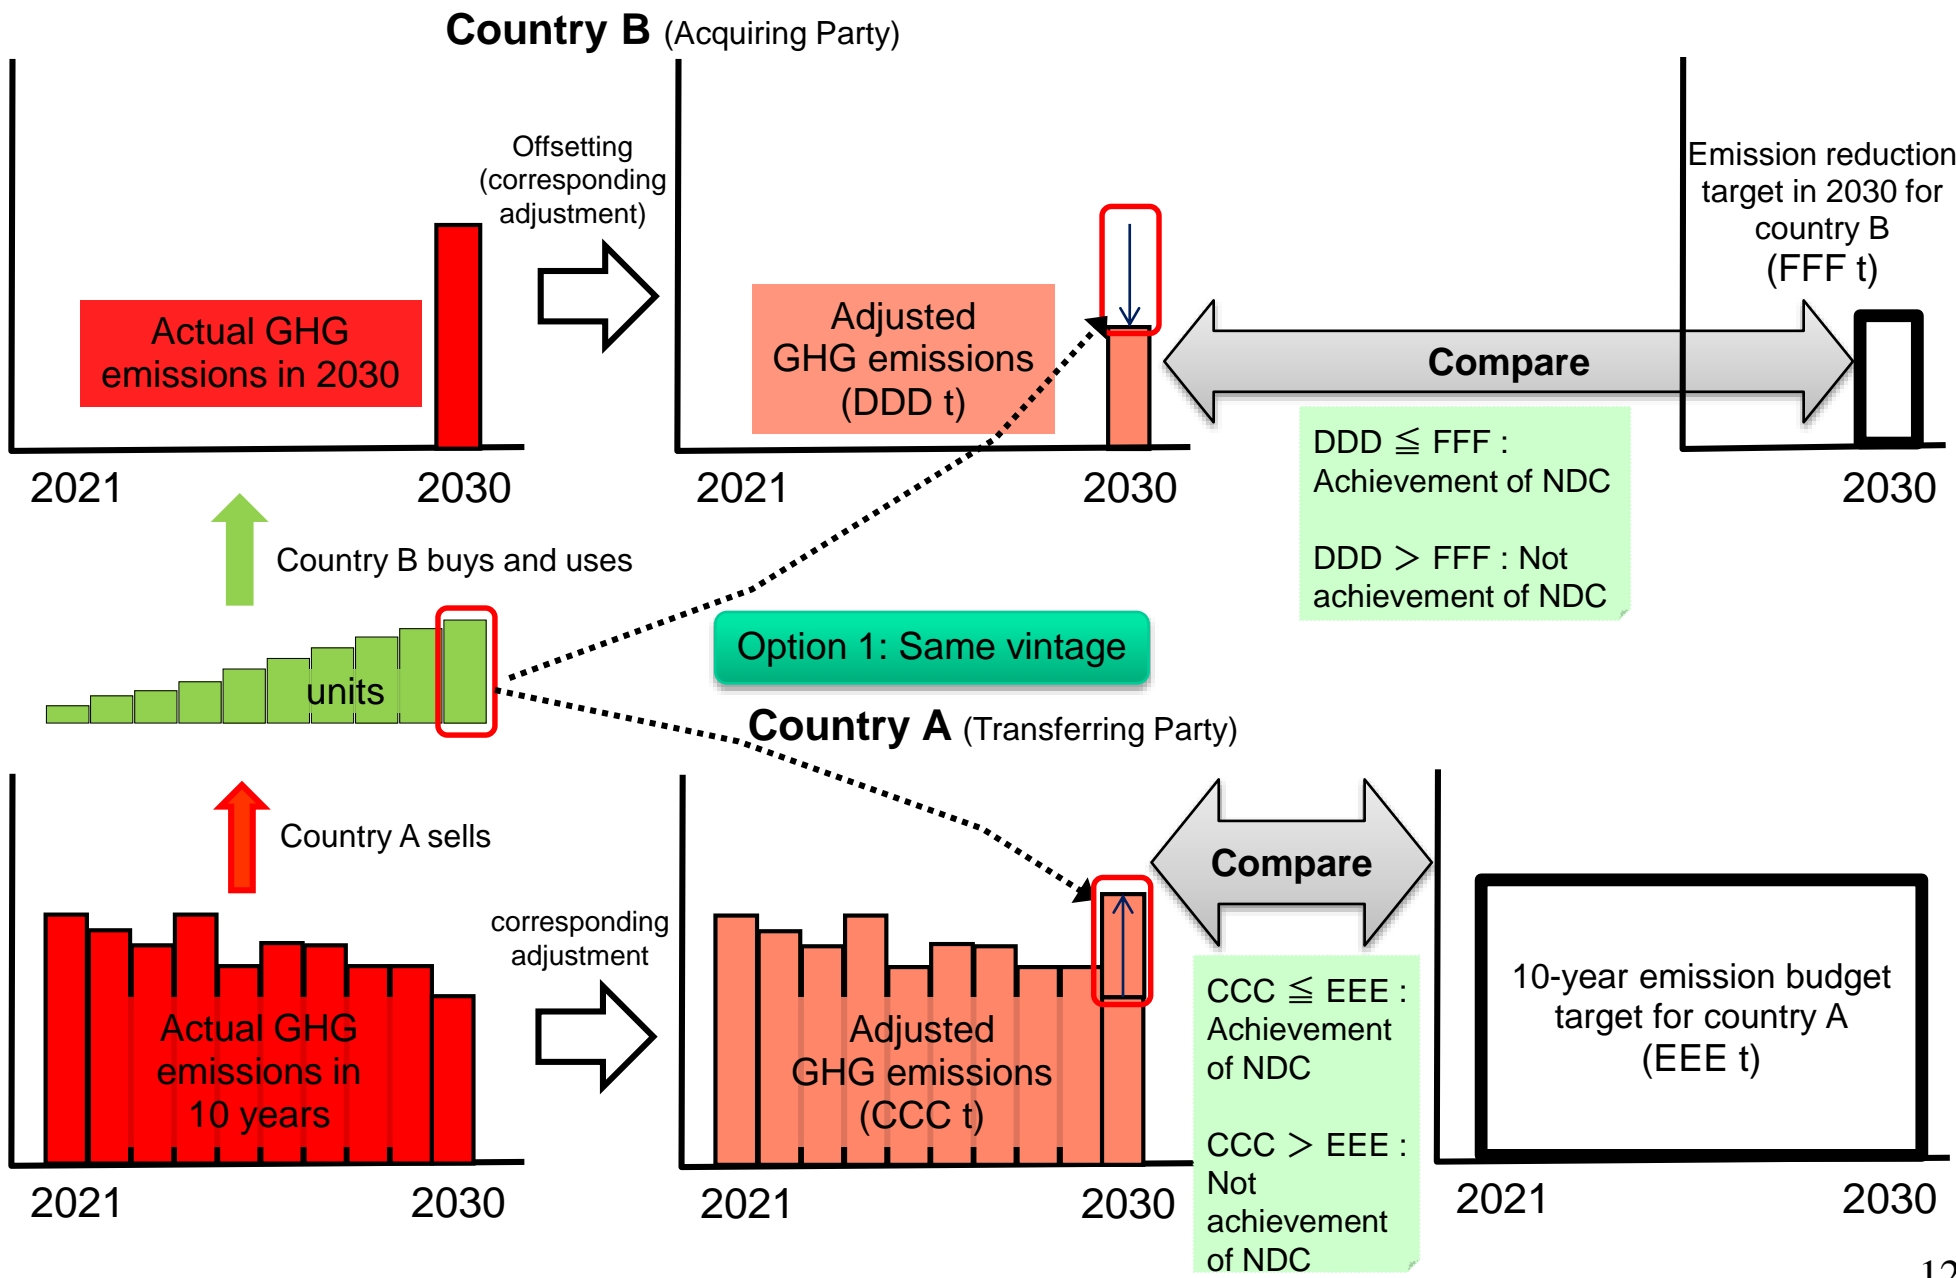 Country B (Acquiring Party)
Offsetting
(corresponding
adjustment)
Emission reduction
target in 2030 for
country B
(FFF t)
Actual GHG
emissions in 2030
Adjusted
GHG emissions
(DDD t)
Compare
DDD ≦ FFF :
Achievement of NDC
DDD > FFF : Not
achievement of NDC
2021
2030
2021
2030
2030
Country B buys and uses
units
Option 1: Same vintage
Country A (Transferring Party)
Country A sells
corresponding
adjustment
Compare
Actual GHG
emissions in
10 years
Adjusted
GHG emissions
(CCC t)
CCC ≦ EEE :
Achievement
of NDC
CCC > EEE :
Not
achievement
of NDC
10-year emission budget
target for country A
(EEE t)
2021
2030
2021
2030
2021
2030
12